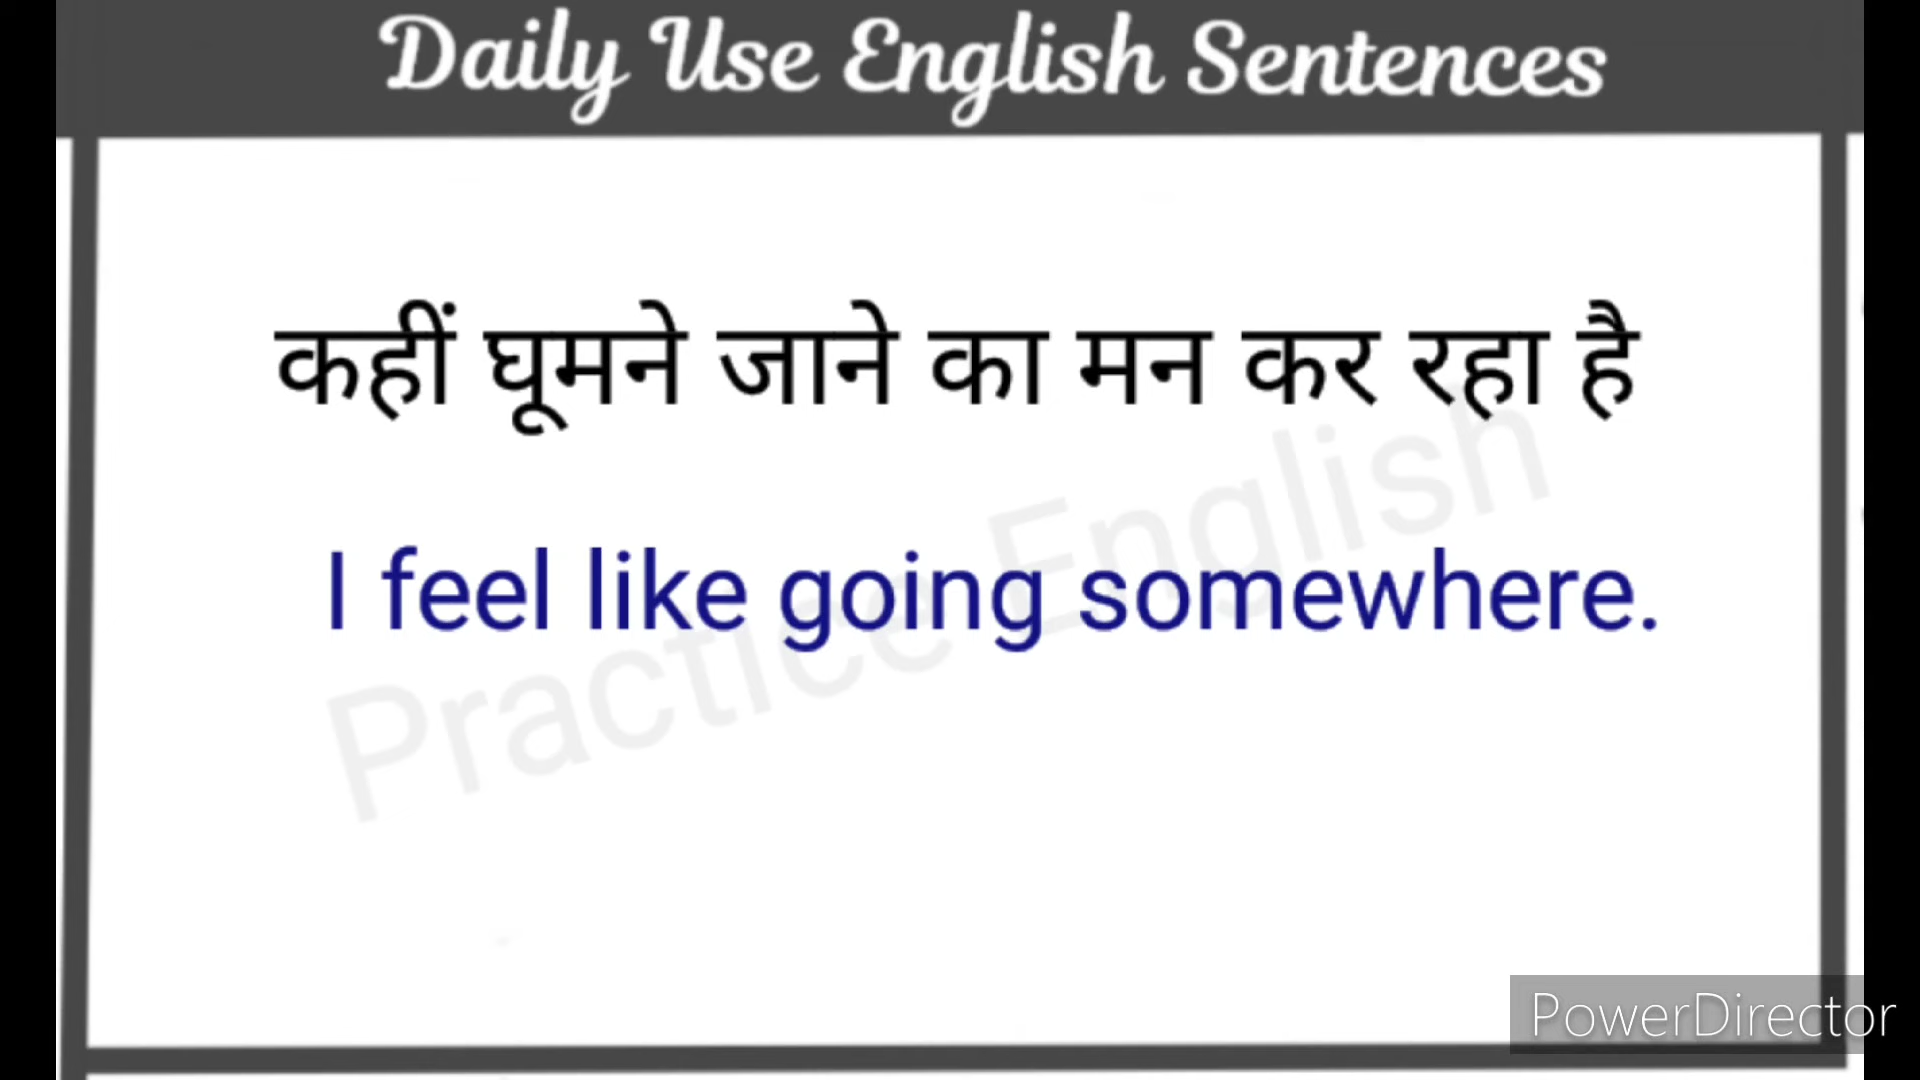 Daily Use English Sentences
कहीं घूमने जाने का मन कर रहा है
I feel like going somewhere.
Practice English
PowerDirector